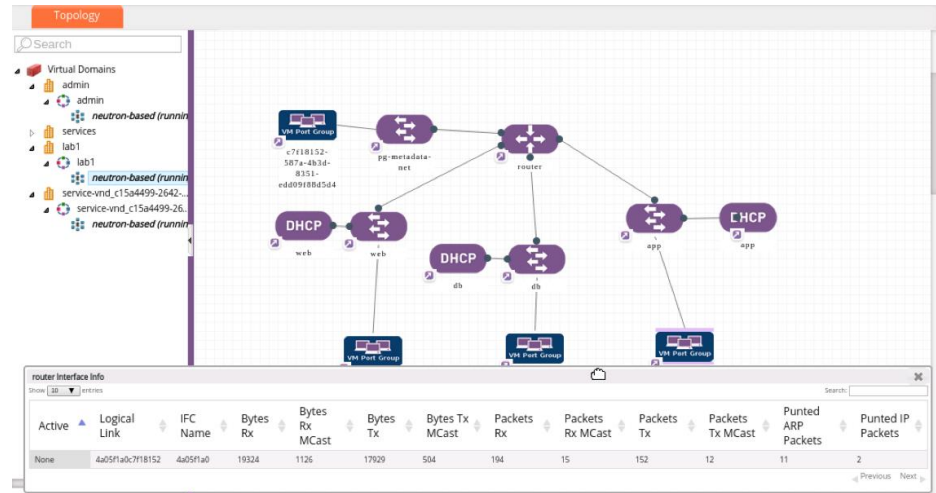 Topology
Search
Virtual Domains
admin
admin
neutron-based (runnin
services
lab1
lab1
neutron-based (runnin
service-vnd_c15a4499-2642-...
service-vnd_c15a4499-26...
neutron-based (runnin
VM Port Group
c7f18152-
587a-4b3d-
8351-
edd09f88d5d4
pg-metadata-
net
router
DHCP
web
web
DHCP
db
db
app
DHCP
app
VM Port Group
VM Port Group
VM Port Group
router Interface Info
Show 10 entries
Search:
Active Logical Link IFC Name Bytes Rx Bytes Rx MCast Bytes Tx Bytes Tx MCast Packets Rx Packets Rx MCast Packets Tx Packets Tx MCast Punted ARP Packets Punted IP Packets
None 4a05f1a0c7f18152 4a05f1a0 19324 1126 17929 504 194 15 152 12 11 2
Previous Next